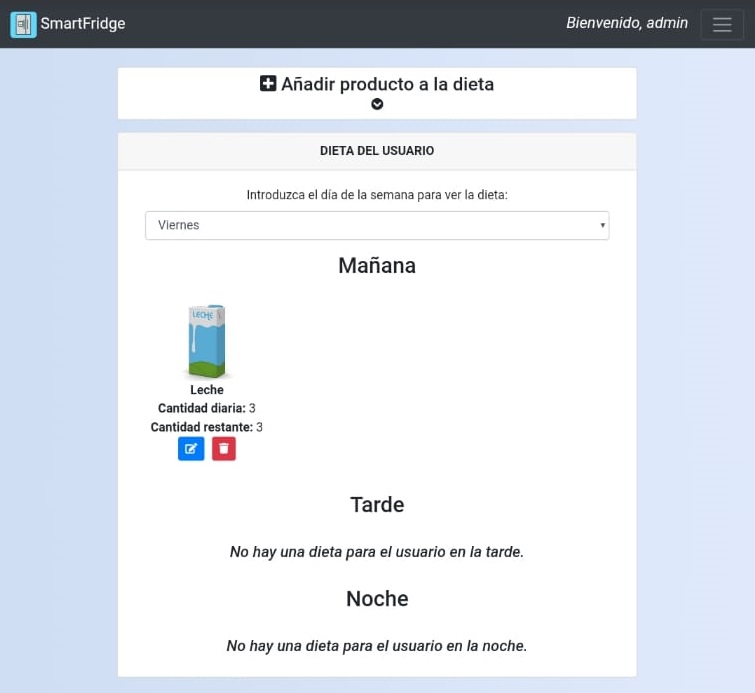 SmartFridge
Bienvenido, admin
Añadir producto a la dieta
DIETA DEL USUARIO
Introduzca el día de la semana para ver la dieta:
Viernes
Mañana
LECHE
Leche
Cantidad diaria: 3
Cantidad restante: 3
Tarde
No hay una dieta para el usuario en la tarde.
Noche
No hay una dieta para el usuario en la noche.